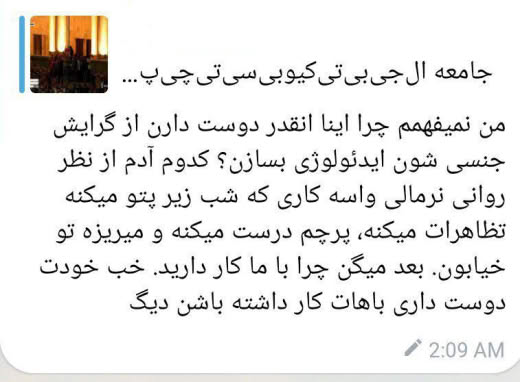 جامعه ال‌جی‌بی‌تی‌کیوبی‌سی‌تی‌چی‌پ...
من نمیفهمم چرا اینا انقدر دوست دارن از گرایش
جنسی شون ایدئولوژی بسازن؟ کدوم آدم از نظر
روانی نرمالی واسه کاری که شب زیر پتو میکنه
تظاهرات میکنه، پرچم درست میکنه و میریزه تو
خیابون. بعد میگن چرا با ما کار دارید. خب خودت
دوست داری باهات کار داشته باشن دیگ
2:09 AM